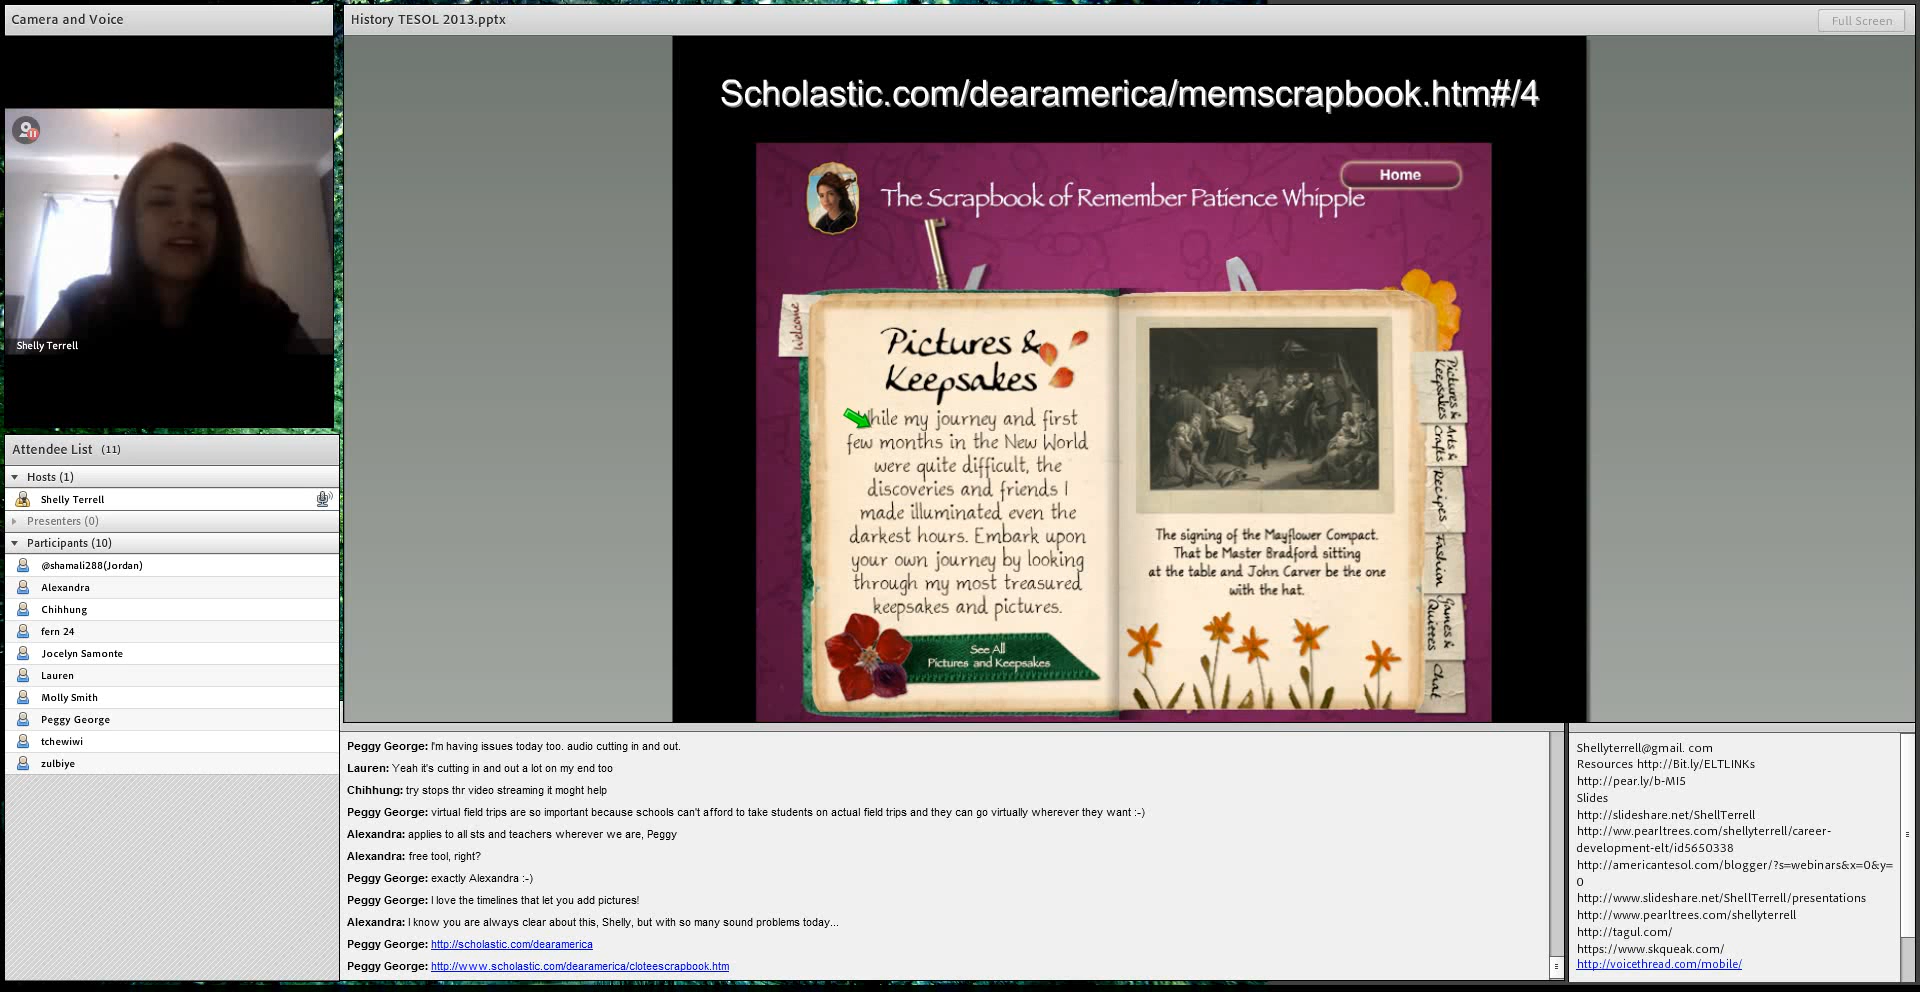 Camera and Voice
Shelly Terrell
Attendee List (11)
Hosts (1)
Shelly Terrell
Presenters (0)
Participants (10)
@shamali288(Jordan)
Alexandra
Chihhung
fern 24
Jocelyn Samonte
Lauren
Molly Smith
Peggy George
tchewiwi
zulbiye
History TESOL 2013.pptx
Full Screen
Scholastic.com/dearamerica/memscrapbook.htm#/4
Home
The Scrapbook of Remember Patience Whipple
Welcome
Pictures &
Keepsakes
While my journey and first
few months in the New World
were quite difficult, the
discoveries and friends I
made illuminated even the
darkest hours. Embark upon
your own journey by looking
through my most treasured
keepsakes and pictures.
See All
Pictures and Keepsakes
The signing of the Mayflower Compact.
That be Master Bradford sitting
at the table and John Carver be the one
with the hat.
Pictures &
Keepsakes
Arts &
Crafts
Recipes
Fashion
Games &
Quizzes
Chat
Peggy George: I'm having issues today too. audio cutting in and out.
Lauren: Yeah it's cutting in and out a lot on my end too
Chihhung: try stops thr video streaming it moght help
Peggy George: virtual field trips are so important because schools can't afford to take students on actual field trips and they can go virtually wherever they want :-)
Alexandra: applies to all sts and teachers wherever we are, Peggy
Alexandra: free tool, right?
Peggy George: exactly Alexandra :-)
Peggy George: I love the timelines that let you add pictures!
Alexandra: I know you are always clear about this, Shelly, but with so many sound problems today...
Peggy George: http://scholastic.com/dearamerica
Peggy George: http://www.scholastic.com/dearamerica/cloteescrapbook.htm
Shellyterrell@gmail. com
Resources http://Bit.ly/ELTLINKs
http://pear.ly/b-MI5
Slides
http://slideshare.net/ShellTerrell
http://ww.pearltrees.com/shellyterrell/career-
development-elt/id5650338
http://americantesol.com/blogger/?s=webinars&x=0&y=
0
http://www.slideshare.net/ShellTerrell/presentations
http://www.pearltrees.com/shellyterrell
http://tagul.com/
https://www.skqueak.com/
http://voicethread.com/mobile/